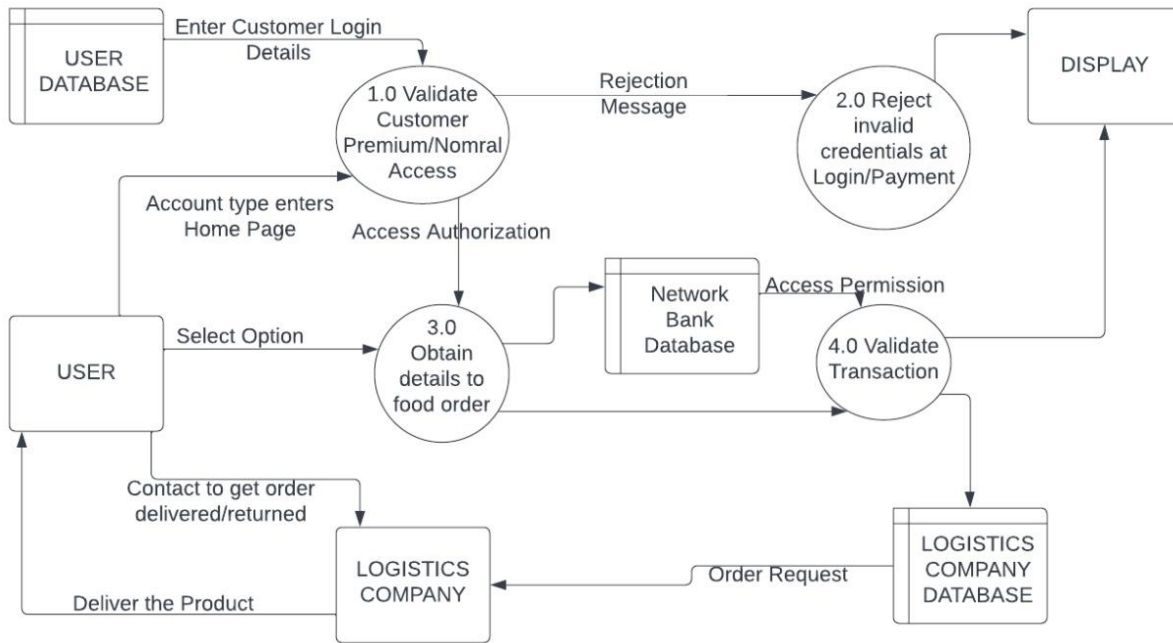 USER
DATABASE
Enter Customer Login
Details
1.0 Validate
Customer
Premium/Nomral
Access
Rejection
Message
2.0 Reject
invalid
credentials at
Login/Payment
DISPLAY
Account type enters
Home Page
Access Authorization
USER
Select Option
3.0
Obtain
details to
food order
Network
Bank
Database
Access Permission
4.0 Validate
Transaction
Contact to get order
delivered/returned
LOGISTICS
COMPANY
Order Request
LOGISTICS
COMPANY
DATABASE
Deliver the Product